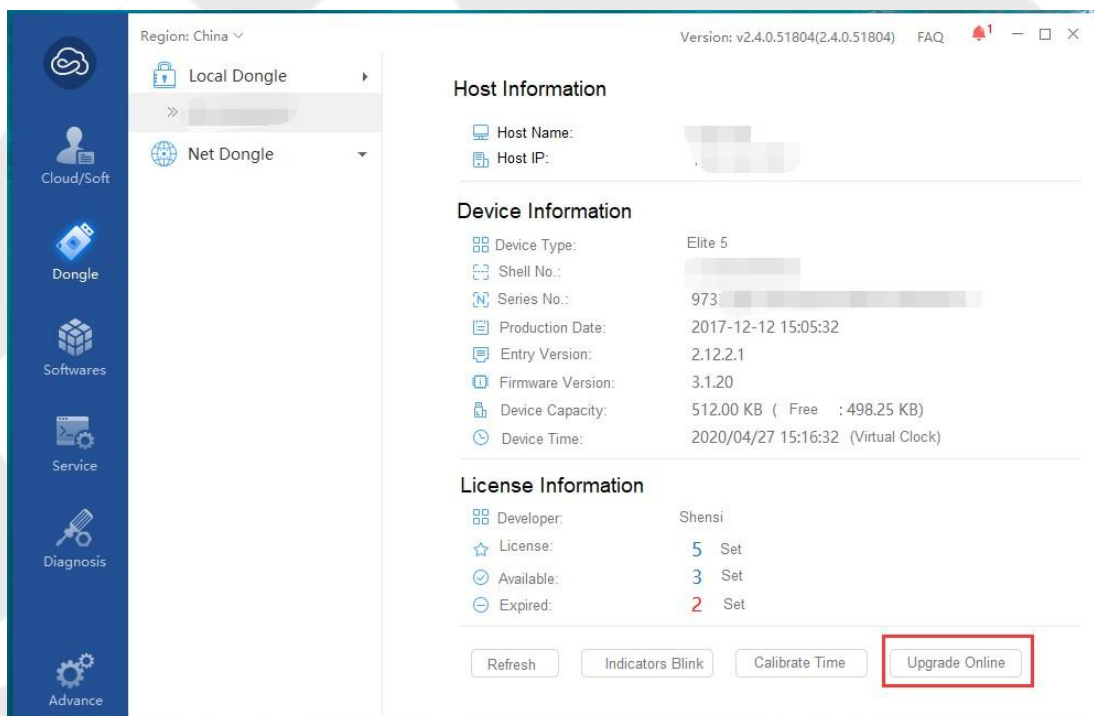 Region: China
Version: v2.4.0.51804(2.4.0.51804) FAQ 1
Local Dongle
Net Dongle
Cloud/Soft
Dongle
Softwares
Service
Diagnosis
Advance
Host Information
Host Name:
Host IP:
Device Information
Device Type: Elite 5
Shell No.:
Series No.: 973
Production Date: 2017-12-12 15:05:32
Entry Version: 2.12.2.1
Firmware Version: 3.1.20
Device Capacity: 512.00 KB ( Free : 498.25 KB)
Device Time: 2020/04/27 15:16:32 (Virtual Clock)
License Information
Developer: Shensi
License: 5 Set
Available: 3 Set
Expired: 2 Set
Refresh Indicators Blink Calibrate Time Upgrade Online